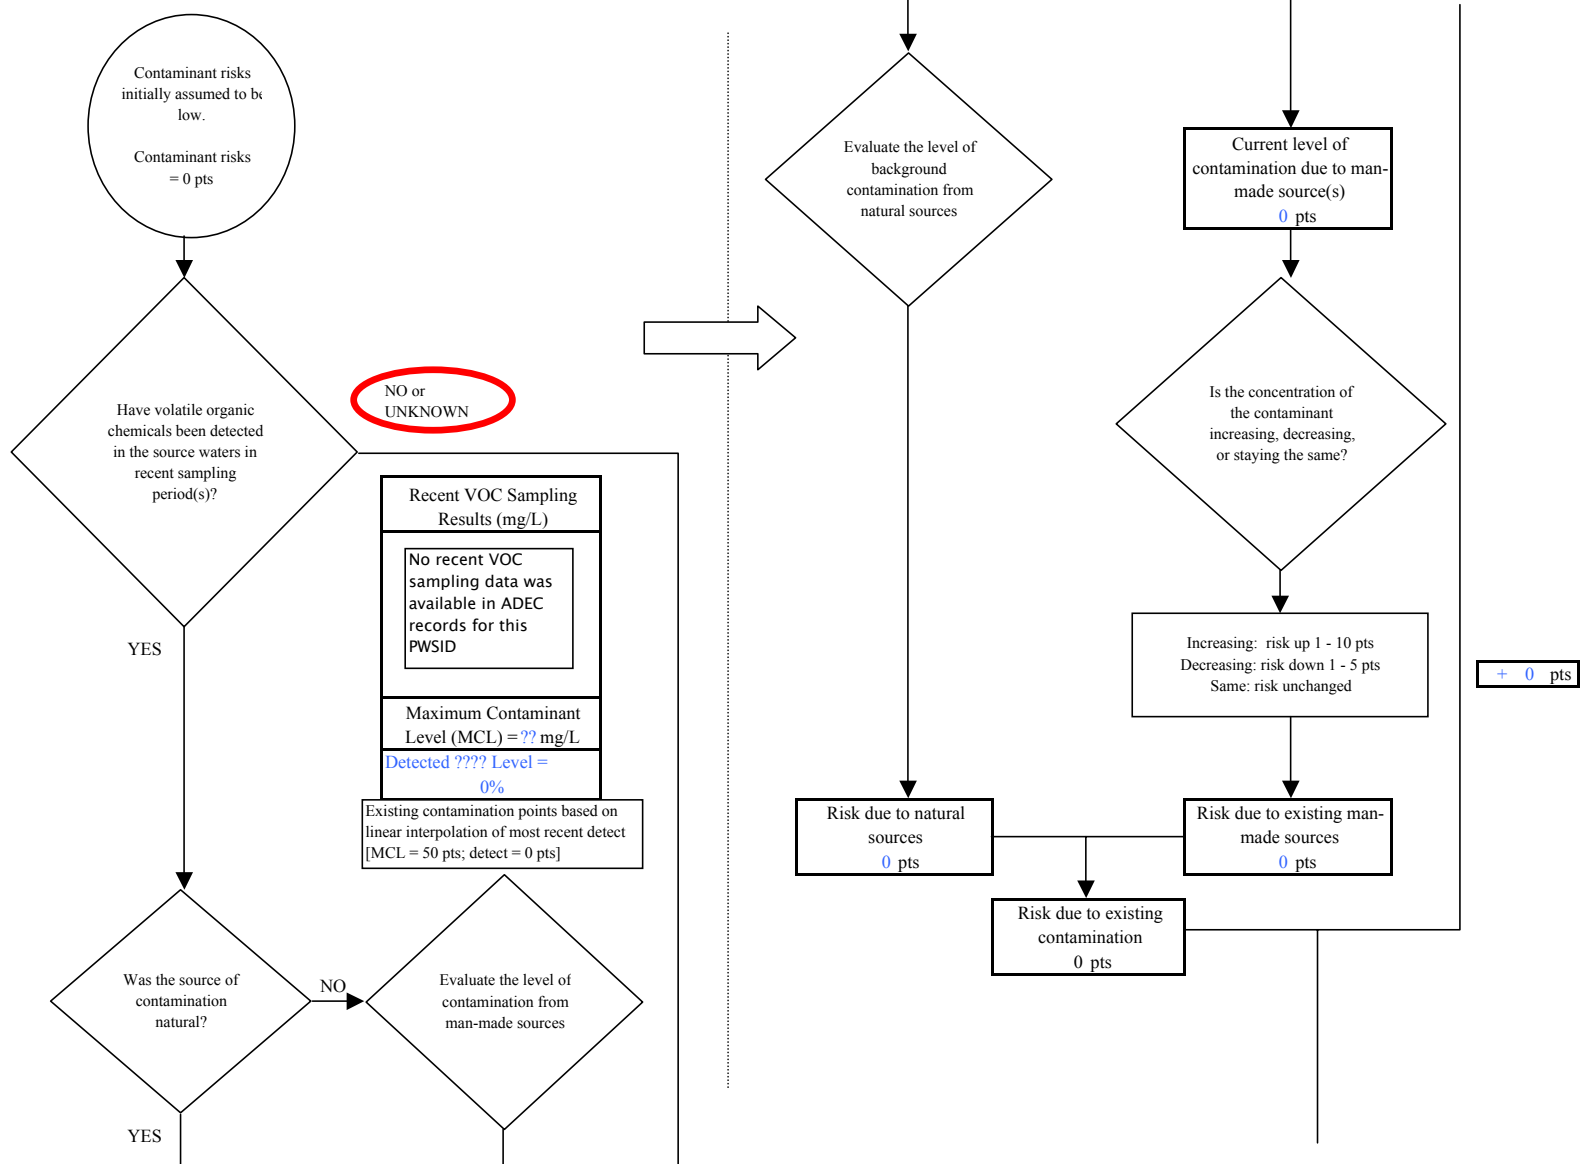 Contaminant risks
initially assumed to be
low.
Contaminant risks
= 0 pts
Have volatile organic
chemicals been detected
in the source waters in
recent sampling
period(s)?
NO or
UNKNOWN
YES
Recent VOC Sampling
Results (mg/L)
No recent VOC
sampling data was
available in ADEC
records for this
PWSID
Maximum Contaminant
Level (MCL) = ?? mg/L
Detected ???? Level =
0%
Existing contamination points based on
linear interpolation of most recent detect
[MCL = 50 pts; detect = 0 pts]
Was the source of
contamination
natural?
NO
YES
Evaluate the level of
contamination from
man-made sources
Evaluate the level of
background
contamination from
natural sources
Current level of
contamination due to man-
made source(s)
0 pts
Is the concentration of
the contaminant
increasing, decreasing,
or staying the same?
Increasing: risk up 1 - 10 pts
Decreasing: risk down 1 - 5 pts
Same: risk unchanged
+ 0 pts
Risk due to natural
sources
0 pts
Risk due to existing man-
made sources
0 pts
Risk due to existing
contamination
0 pts